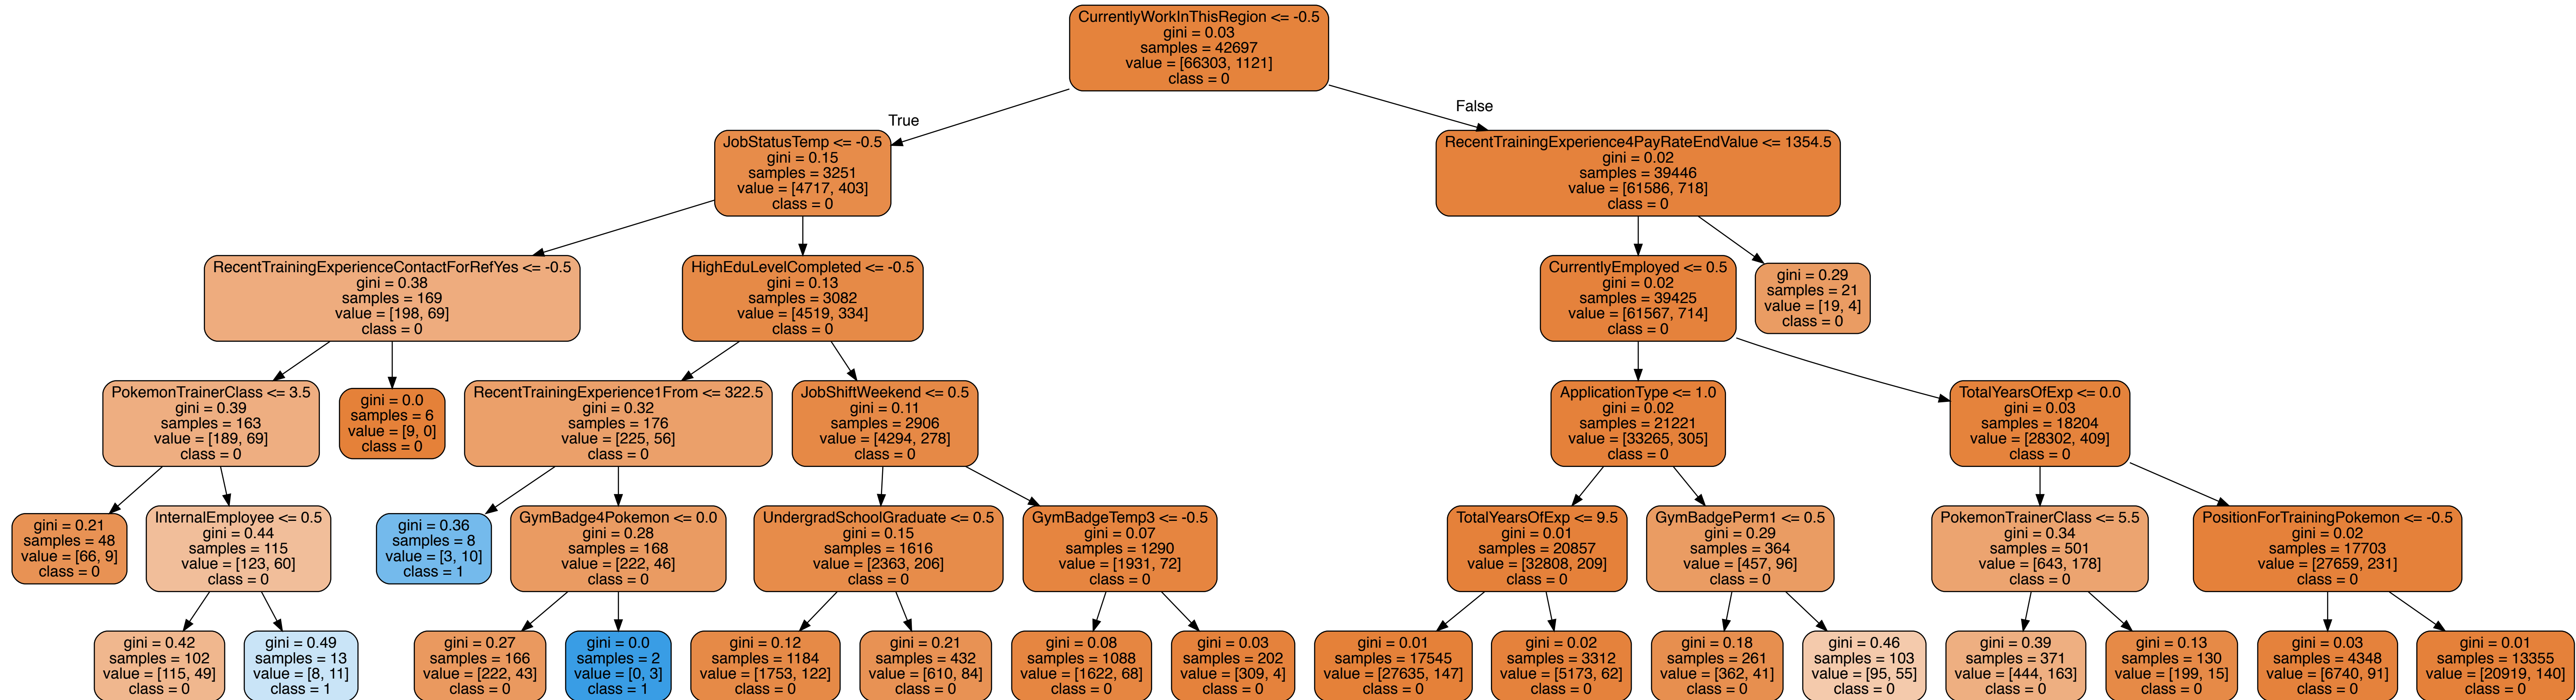 CurrentlyWorkInThisRegion <= -0.5
gini = 0.03
samples = 42697
value = [66303, 1121]
class = 0
True
False
JobStatusTemp <= -0.5
gini = 0.15
samples = 3251
value = [4717, 403]
class = 0
RecentTrainingExperience4PayRateEndValue <= 1354.5
gini = 0.02
samples = 39446
value = [61586, 718]
class = 0
RecentTrainingExperienceContactForRefYes <= -0.5
gini = 0.38
samples = 169
value = [198, 69]
class = 0
HighEduLevelCompleted <= -0.5
gini = 0.13
samples = 3082
value = [4519, 334]
class = 0
CurrentlyEmployed <= 0.5
gini = 0.02
samples = 39425
value = [61567, 714]
class = 0
gini = 0.29
samples = 21
value = [19, 4]
class = 0
PokemonTrainerClass <= 3.5
gini = 0.39
samples = 163
value = [189, 69]
class = 0
gini = 0.0
samples = 6
value = [9, 0]
class = 0
RecentTrainingExperience1From <= 322.5
gini = 0.32
samples = 176
value = [225, 56]
class = 0
JobShiftWeekend <= 0.5
gini = 0.11
samples = 2906
value = [4294, 278]
class = 0
ApplicationType <= 1.0
gini = 0.02
samples = 21221
value = [33265, 305]
class = 0
TotalYearsOfExp <= 0.0
gini = 0.03
samples = 18204
value = [28302, 409]
class = 0
gini = 0.21
samples = 48
value = [66, 9]
class = 0
InternalEmployee <= 0.5
gini = 0.44
samples = 115
value = [123, 60]
class = 0
gini = 0.36
samples = 8
value = [3, 10]
class = 1
GymBadge4Pokemon <= 0.0
gini = 0.28
samples = 168
value = [222, 46]
class = 0
UndergradSchoolGraduate <= 0.5
gini = 0.15
samples = 1616
value = [2363, 206]
class = 0
GymBadgeTemp3 <= -0.5
gini = 0.07
samples = 1290
value = [1931, 72]
class = 0
TotalYearsOfExp <= 9.5
gini = 0.01
samples = 20857
value = [32808, 209]
class = 0
GymBadgePerm1 <= 0.5
gini = 0.29
samples = 364
value = [457, 96]
class = 0
PokemonTrainerClass <= 5.5
gini = 0.34
samples = 501
value = [643, 178]
class = 0
PositionForTrainingPokemon <= -0.5
gini = 0.02
samples = 17703
value = [27659, 231]
class = 0
gini = 0.42
samples = 102
value = [115, 49]
class = 0
gini = 0.49
samples = 13
value = [8, 11]
class = 1
gini = 0.27
samples = 166
value = [222, 43]
class = 0
gini = 0.0
samples = 2
value = [0, 3]
class = 1
gini = 0.12
samples = 1184
value = [1753, 122]
class = 0
gini = 0.21
samples = 432
value = [610, 84]
class = 0
gini = 0.08
samples = 1088
value = [1622, 68]
class = 0
gini = 0.03
samples = 202
value = [309, 4]
class = 0
gini = 0.01
samples = 17545
value = [27635, 147]
class = 0
gini = 0.02
samples = 3312
value = [5173, 62]
class = 0
gini = 0.18
samples = 261
value = [362, 41]
class = 0
gini = 0.46
samples = 103
value = [95, 55]
class = 0
gini = 0.39
samples = 371
value = [444, 163]
class = 0
gini = 0.13
samples = 130
value = [199, 15]
class = 0
gini = 0.03
samples = 4348
value = [6740, 91]
class = 0
gini = 0.01
samples = 13355
value = [20919, 140]
class = 0